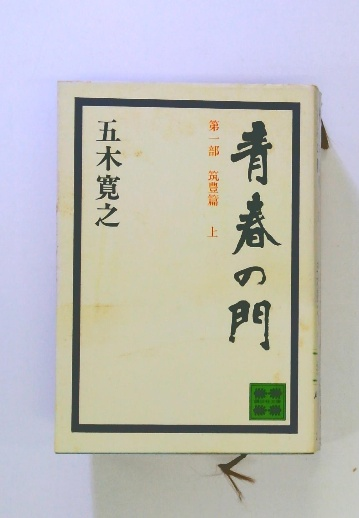 青春の門
第一部 筑豊篇 上
五木寛之